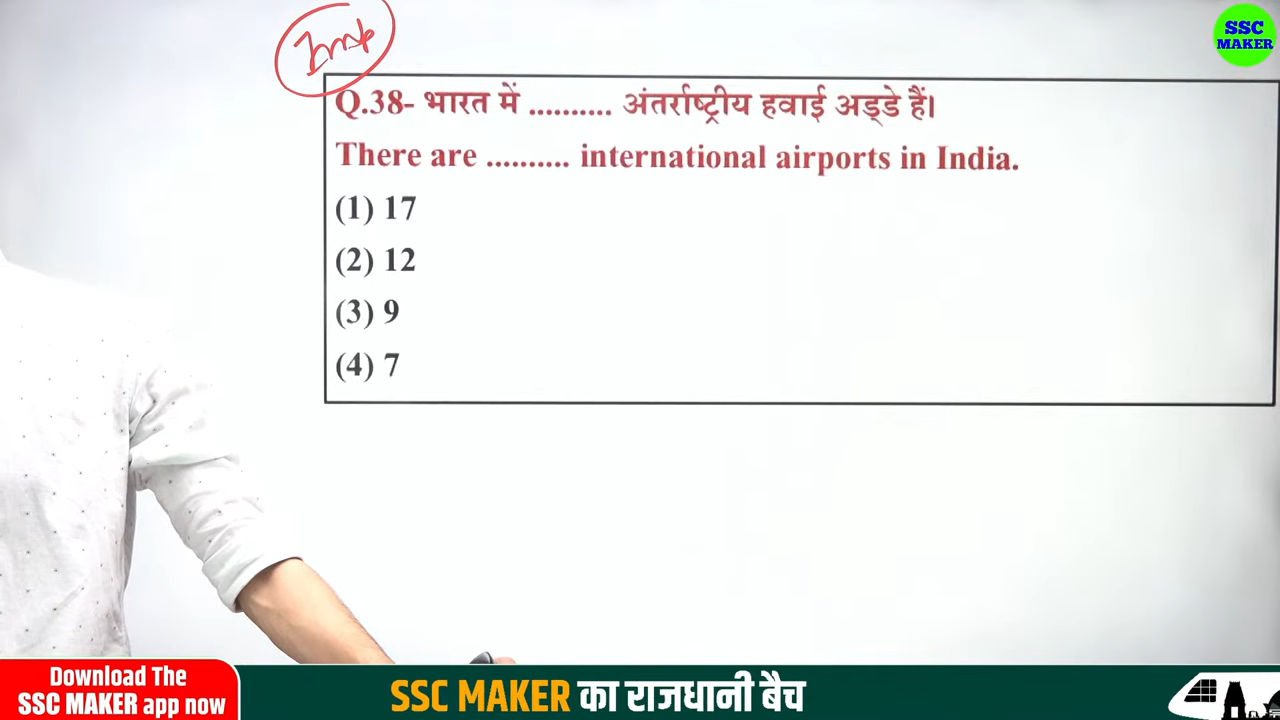 Imp
SSC
MAKER
Q.38- भारत में .......... अंतर्राष्ट्रीय हवाई अड्डे हैं।
There are .......... international airports in India.
(1) 17
(2) 12
(3) 9
(4) 7
Download The
SSC MAKER app now
SSC MAKER का राजधानी बैच